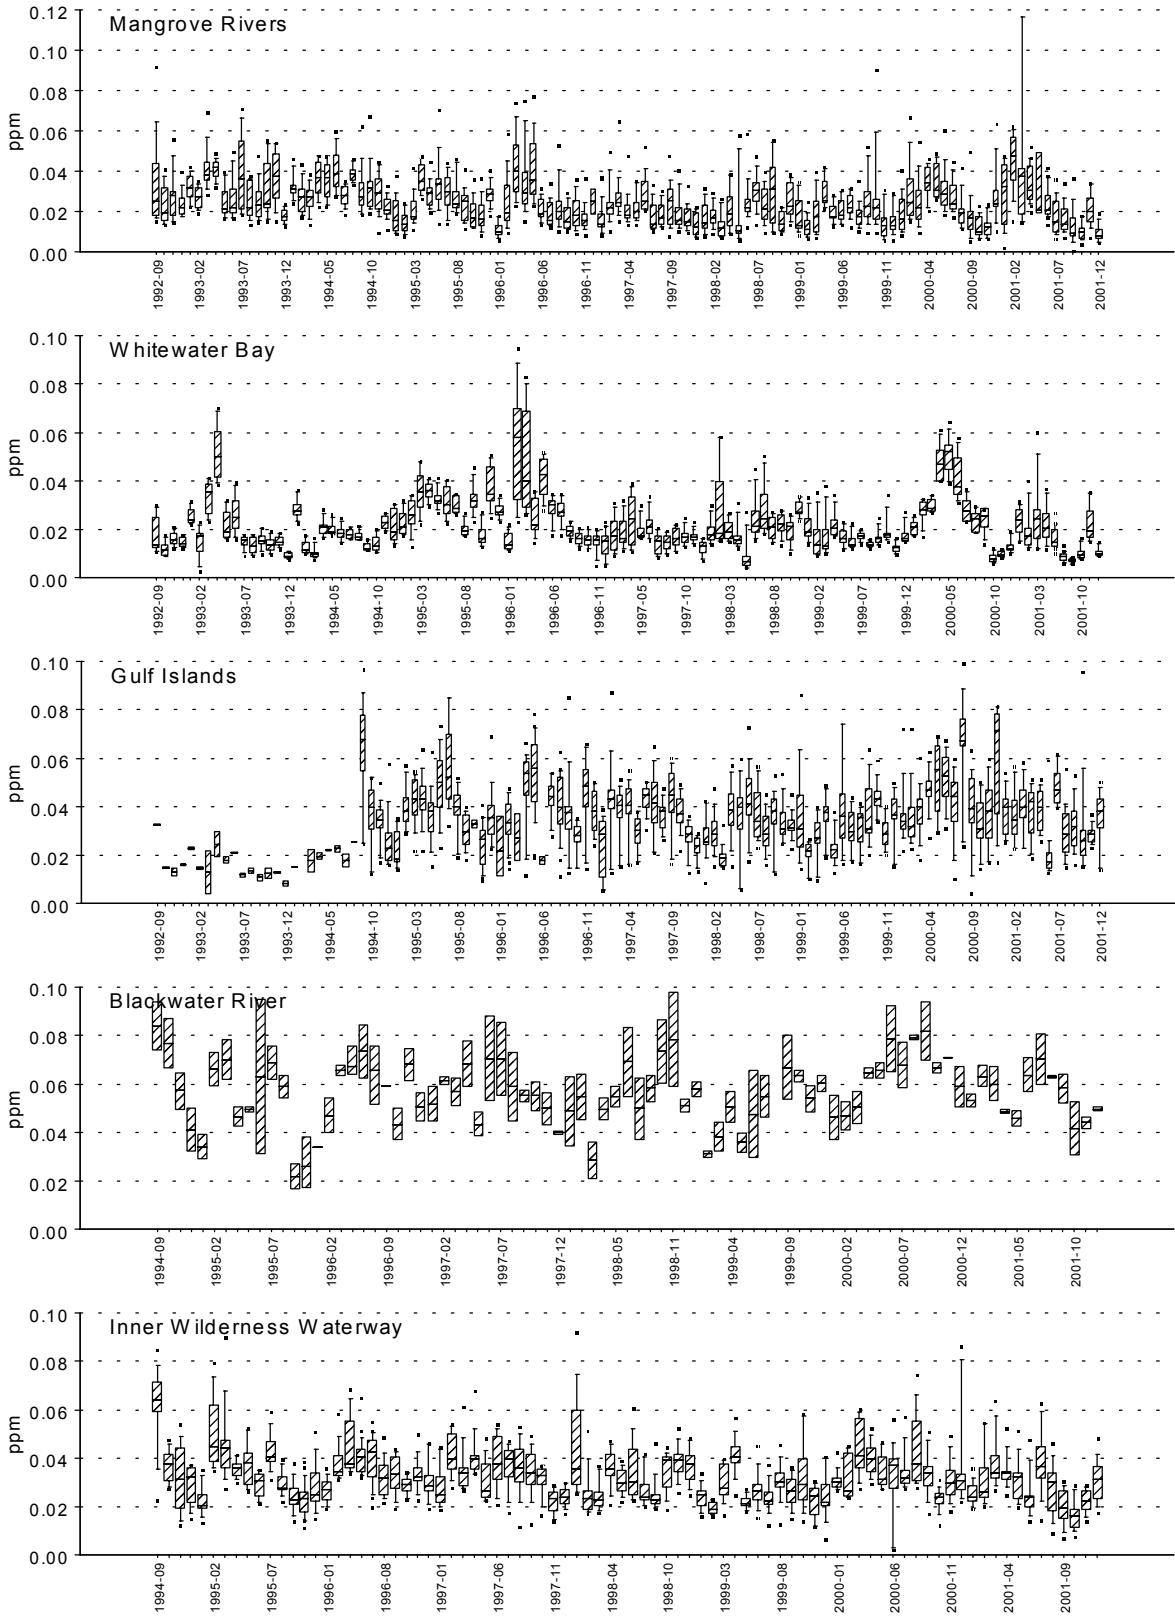 0.12
Mangrove Rivers
0.10
0.08
ppm
0.06
0.04
0.02
0.00
1992-09 1993-02 1993-07 1993-12 1994-05 1994-10 1995-03 1995-08 1996-01 1996-06 1996-11 1997-04 1997-09 1998-02 1998-07 1999-01 1999-06 1999-11 2000-04 2000-09 2001-02 2001-07 2001-12
0.10
Whitewater Bay
0.08
0.06
ppm
0.04
0.02
0.00
1992-09 1993-02 1993-07 1993-12 1994-05 1994-10 1995-03 1995-08 1996-01 1996-06 1996-11 1997-05 1997-10 1998-03 1998-08 1999-02 1999-07 1999-12 2000-05 2000-10 2001-03 2001-10
0.10
Gulf Islands
0.08
0.06
ppm
0.04
0.02
0.00
1992-09 1993-02 1993-07 1993-12 1994-05 1994-10 1995-03 1995-08 1996-01 1996-06 1996-11 1997-04 1997-09 1998-02 1998-07 1999-01 1999-06 1999-11 2000-04 2000-09 2001-02 2001-07 2001-12
0.10
Blackwater River
0.08
0.06
ppm
0.04
0.02
0.00
1994-09 1995-02 1995-07 1996-02 1996-09 1997-02 1997-07 1997-12 1998-05 1998-11 1999-04 1999-09 2000-02 2000-07 2000-12 2001-05 2001-10
0.10
Inner Wilderness Waterway
0.08
0.06
ppm
0.04
0.02
0.00
1994-09 1995-02 1995-07 1996-01 1996-08 1997-01 1997-06 1997-11 1998-04 1998-10 1999-03 1999-08 2000-01 2000-06 2000-11 2001-04 2001-09